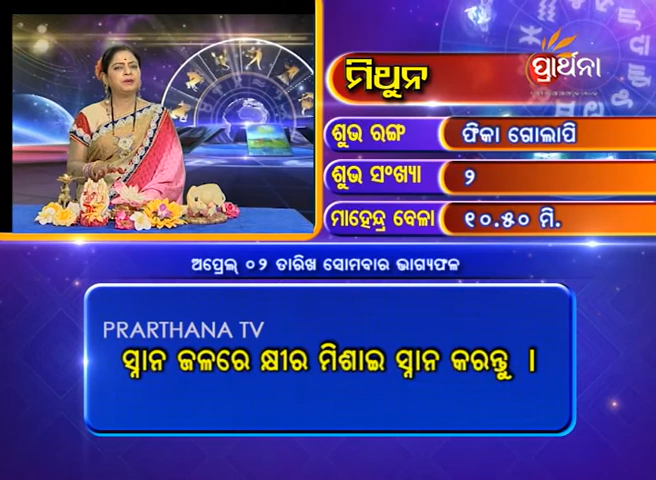 ମିଥୁନ
ପ୍ରାର୍ଥନା
ଶୁଭ ରଙ୍ଗ ଫିକା ଗୋଲାପି
ଶୁଭ ସଂଖ୍ୟା ୨
ମାହେନ୍ଦ୍ର ବେଳା ୧୦.୫୦ ମି.
ଅପ୍ରେଲ୍ ୦୨ ତାରିଖ ସୋମବାର ଭାଗ୍ୟଫଳ
PRARTHANA TV
ସ୍ନାନ ଜଳରେ କ୍ଷୀର ମିଶାଇ ସ୍ନାନ କରନ୍ତୁ ।